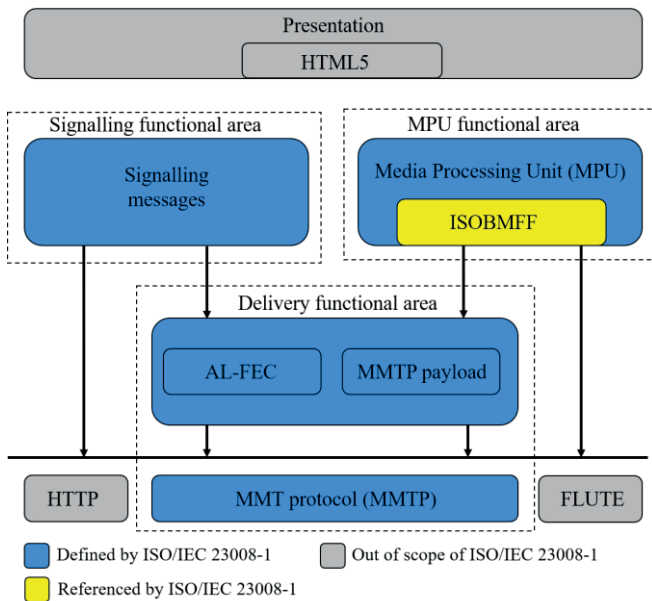 Presentation
HTML5
Signalling functional area
MPU functional area
Signalling
messages
Media Processing Unit (MPU)
ISOBMFF
Delivery functional area
AL-FEC
MMTP payload
HTTP
MMT protocol (MMTP)
FLUTE
Defined by ISO/IEC 23008-1
Out of scope of ISO/IEC 23008-1
Referenced by ISO/IEC 23008-1